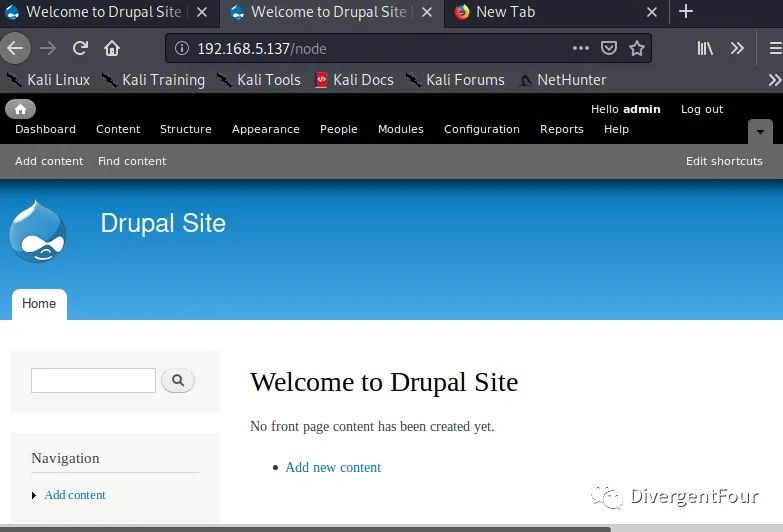 Welcome to Drupal Site | Welcome to Drupal Site | New Tab
192.168.5.137/node
Kali Linux Kali Training Kali Tools Kali Docs Kali Forums NetHunter
Hello admin Log out
Dashboard Content Structure Appearance People Modules Configuration Reports Help
Add content Find content Edit shortcuts
Drupal Site
Home
Welcome to Drupal Site
No front page content has been created yet.
Navigation
Add new content
Add content
DivergentFour